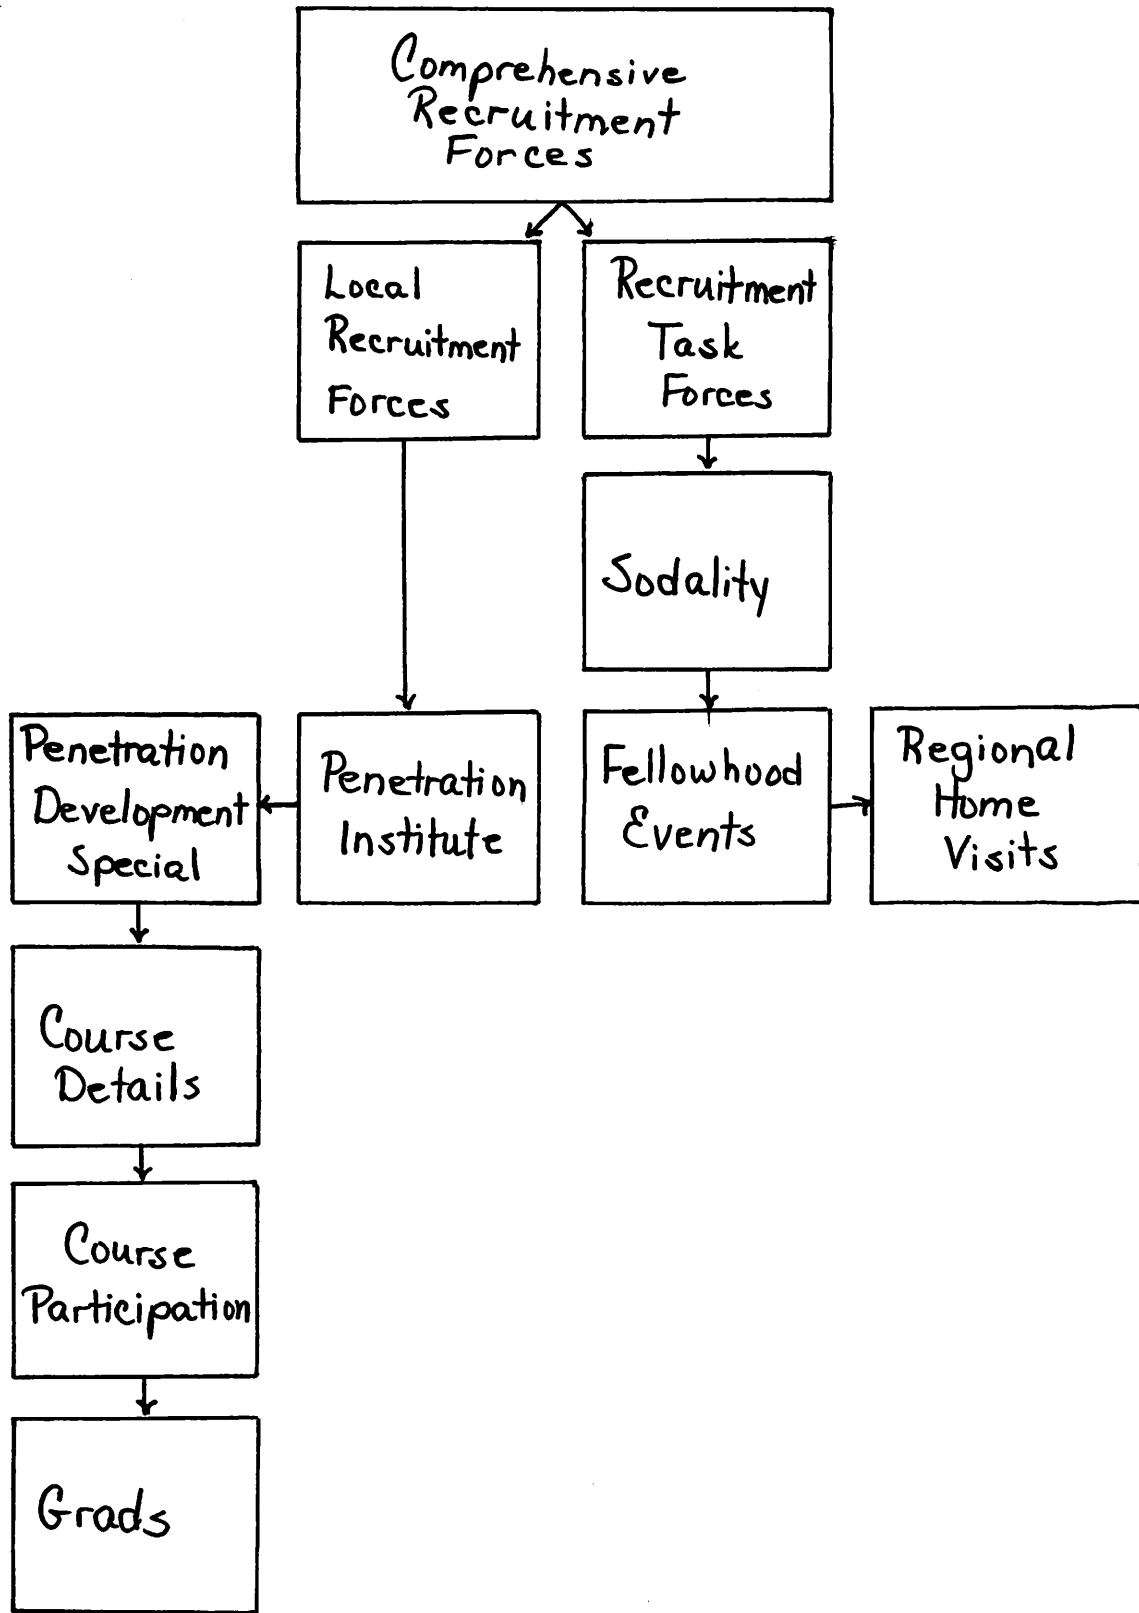 Comprehensive
Recruitment
Forces
Local
Recruitment
Forces
Recruitment
Task
Forces
Sodality
Penetration
Development
Special
Penetration
Institute
Fellowhood
Events
Regional
Home
Visits
Course
Details
Course
Participation
Grads